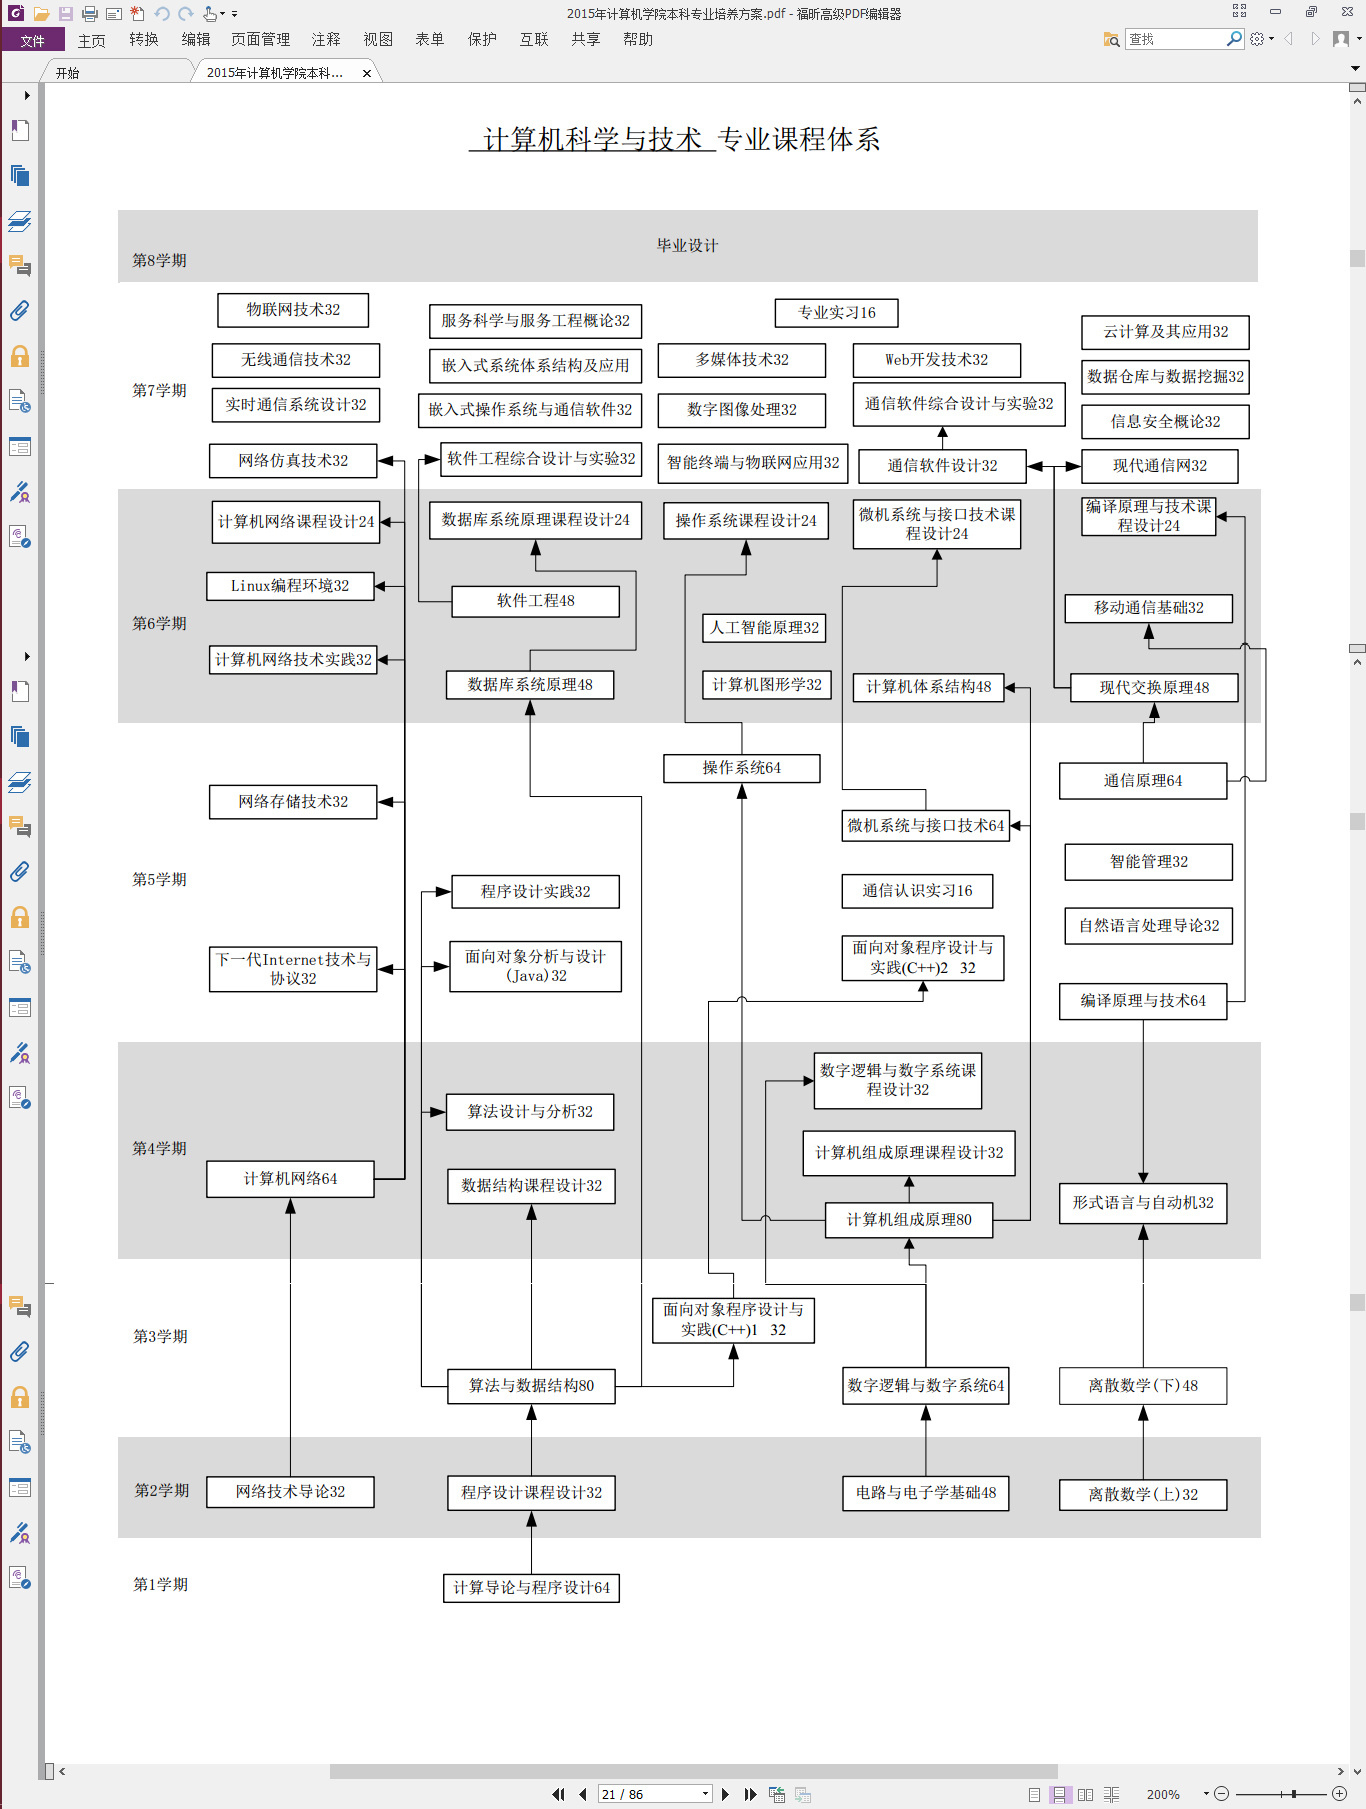 2015年计算机学院本科专业培养方案.pdf - 福昕高级PDF编辑器
文件 主页 转换 编辑 页面管理 注释 视图 表单 保护 互联 共享 帮助 查找
开始 2015年计算机学院本科...
计算机科学与技术 专业课程体系
毕业设计
第8学期
物联网技术32
服务科学与服务工程概论32
专业实习16
云计算及其应用32
无线通信技术32
嵌入式系统体系结构及应用
多媒体技术32
Web开发技术32
第7学期
数据仓库与数据挖掘32
实时通信系统设计32
嵌入式操作系统与通信软件32
数字图像处理32
通信软件综合设计与实验32
信息安全概论32
网络仿真技术32
软件工程综合设计与实验32
智能终端与物联网应用32
通信软件设计32
现代通信网32
计算机网络课程设计24
数据库系统原理课程设计24
操作系统课程设计24
微机系统与接口技术课
程设计24
编译原理与技术课
程设计24
Linux编程环境32
软件工程48
移动通信基础32
第6学期
人工智能原理32
计算机网络技术实践32
数据库系统原理48
计算机图形学32
计算机体系结构48
现代交换原理48
操作系统64
通信原理64
网络存储技术32
微机系统与接口技术64
智能管理32
第5学期
程序设计实践32
通信认识实习16
自然语言处理导论32
下一代Internet技术与
协议32
面向对象分析与设计
(Java)32
面向对象程序设计与
实践(C++)2 32
编译原理与技术64
数字逻辑与数字系统课
程设计32
算法设计与分析32
第4学期
计算机组成原理课程设计32
计算机网络64
数据结构课程设计32
计算机组成原理80
形式语言与自动机32
第3学期
面向对象程序设计与
实践(C++)1 32
算法与数据结构80
数字逻辑与数字系统64
离散数学(下)48
第2学期
网络技术导论32
程序设计课程设计32
电路与电子学基础48
离散数学(上)32
第1学期
计算导论与程序设计64
21 / 86
200%